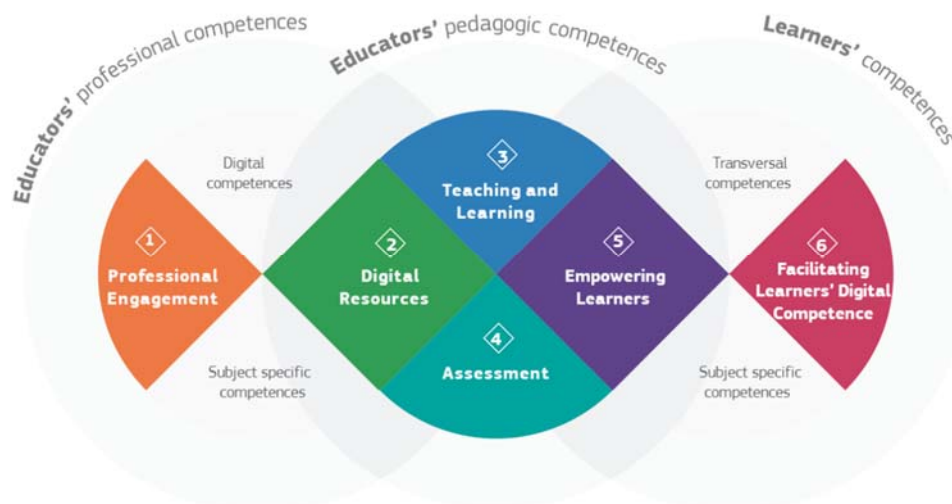 Educators' professional competences
Educators' pedagogic competences
Learners' competences
Digital
competences
Subject specific
competences
1
Professional
Engagement
2
Digital
Resources
3
Teaching and
Learning
4
Assessment
5
Empowering
Learners
Transversal
competences
Subject specific
competences
6
Facilitating
Learners' Digital
Competence